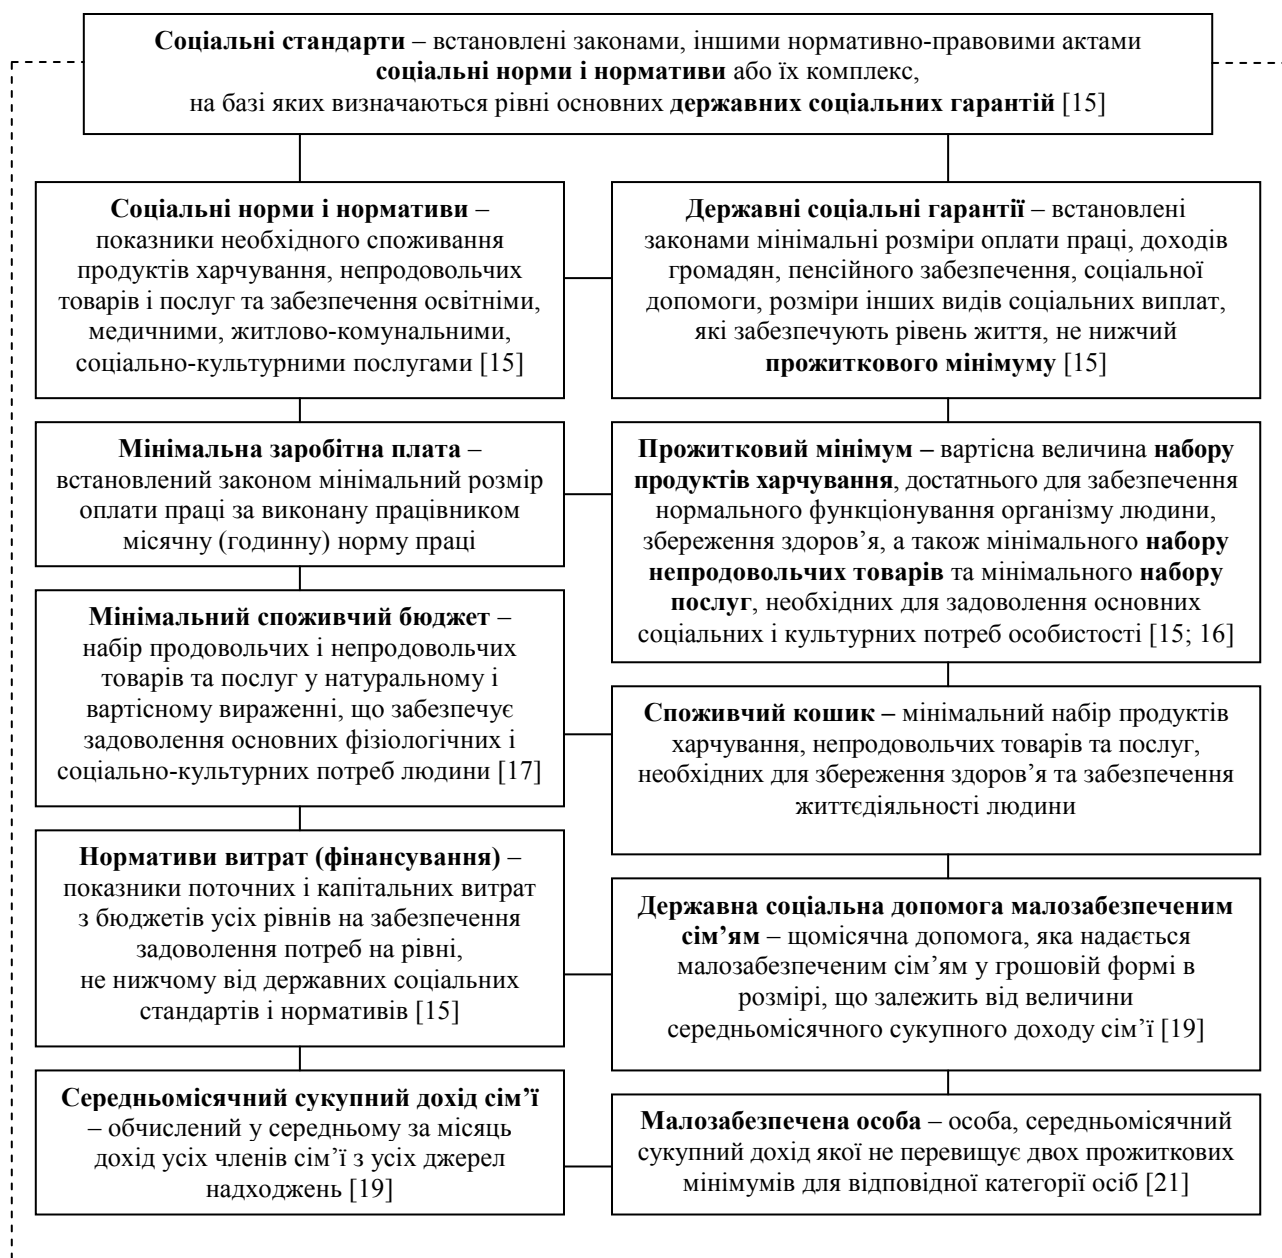 Соціальні стандарти – встановлені законами, іншими нормативно-правовими актами
соціальні норми і нормативи або їх комплекс,
на базі яких визначаються рівні основних державних соціальних гарантій [15]
Соціальні норми і нормативи –
показники необхідного споживання
продуктів харчування, непродовольчих
товарів і послуг та забезпечення освітніми,
медичними, житлово-комунальними,
соціально-культурними послугами [15]
Державні соціальні гарантії – встановлені
законами мінімальні розміри оплати праці, доходів
громадян, пенсійного забезпечення, соціальної
допомоги, розміри інших видів соціальних виплат,
які забезпечують рівень життя, не нижчий
прожиткового мінімуму [15]
Мінімальна заробітна плата –
встановлений законом мінімальний розмір
оплати праці за виконану працівником
місячну (годинну) норму праці
Прожитковий мінімум – вартісна величина набору
продуктів харчування, достатнього для забезпечення
нормального функціонування організму людини,
збереження здоров’я, а також мінімального набору
непродовольчих товарів та мінімального набору
послуг, необхідних для задоволення основних
соціальних і культурних потреб особистості [15; 16]
Мінімальний споживчий бюджет –
набір продовольчих і непродовольчих
товарів та послуг у натуральному і
вартісному вираженні, що забезпечує
задоволення основних фізіологічних і
соціально-культурних потреб людини [17]
Споживчий кошик – мінімальний набір продуктів
харчування, непродовольчих товарів та послуг,
необхідних для збереження здоров’я та забезпечення
життєдіяльності людини
Нормативи витрат (фінансування) –
показники поточних і капітальних витрат
з бюджетів усіх рівнів на забезпечення
задоволення потреб на рівні,
не нижчому від державних соціальних
стандартів і нормативів [15]
Державна соціальна допомога малозабезпеченим
сім’ям – щомісячна допомога, яка надається
малозабезпеченим сім’ям у грошовій формі в
розмірі, що залежить від величини
середньомісячного сукупного доходу сім’ї [19]
Середньомісячний сукупний дохід сім’ї
– обчислений у середньому за місяць
дохід усіх членів сім’ї з усіх джерел
надходжень [19]
Малозабезпечена особа – особа, середньомісячний
сукупний дохід якої не перевищує двох прожиткових
мінімумів для відповідної категорії осіб [21]